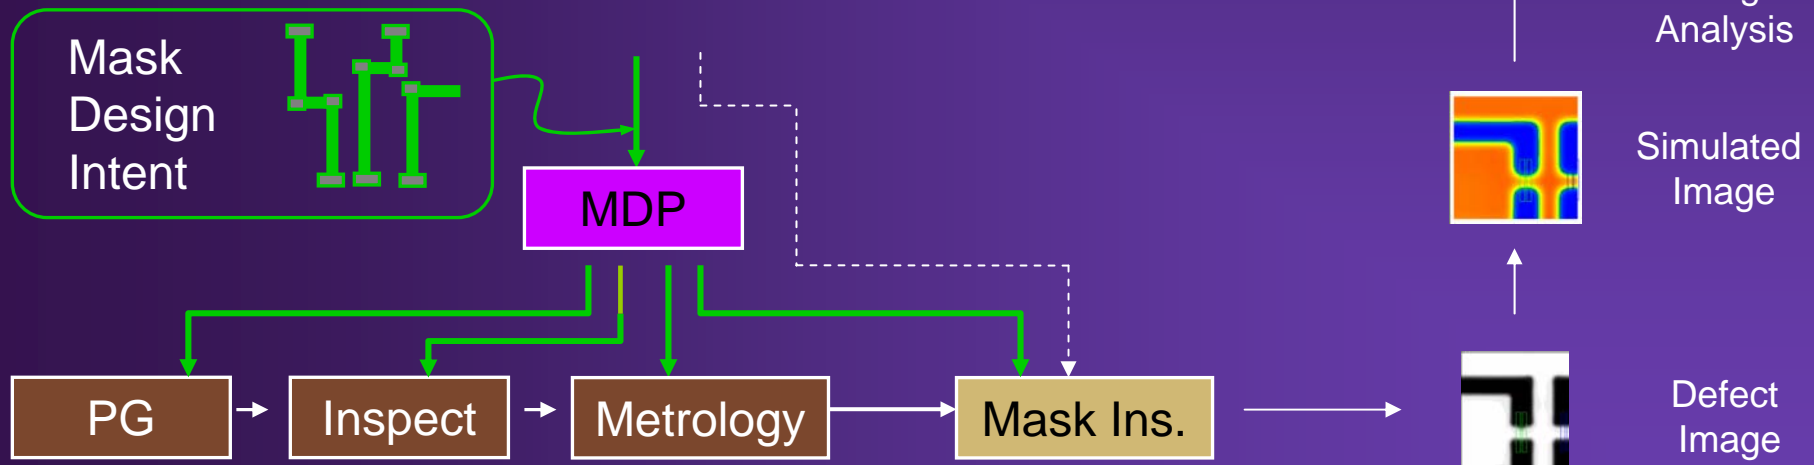 Analysis
Mask
Design
Intent
MDP
Simulated
Image
PG
Inspect
Metrology
Mask Ins.
Defect
Image